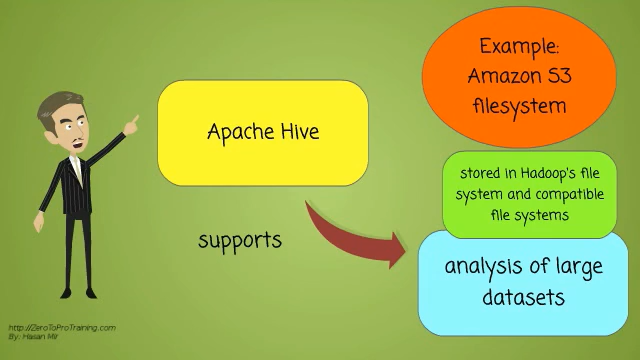 Apache Hive
supports
Example:
Amazon S3
filesystem
stored in Hadoop's file
system and compatible
file systems
analysis of large
datasets
http://ZeroToProTraining.com
By: Hasan Mir